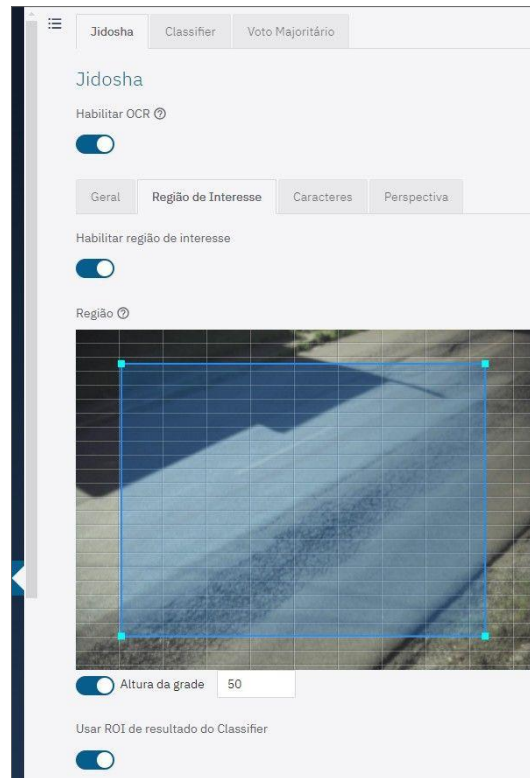 Jidosha Classifier Voto Majoritário
Jidosha
Habilitar OCR
Geral Região de Interesse Caracteres Perspectiva
Habilitar região de interesse
Região
Altura da grade 50
Usar ROI de resultado do Classifier